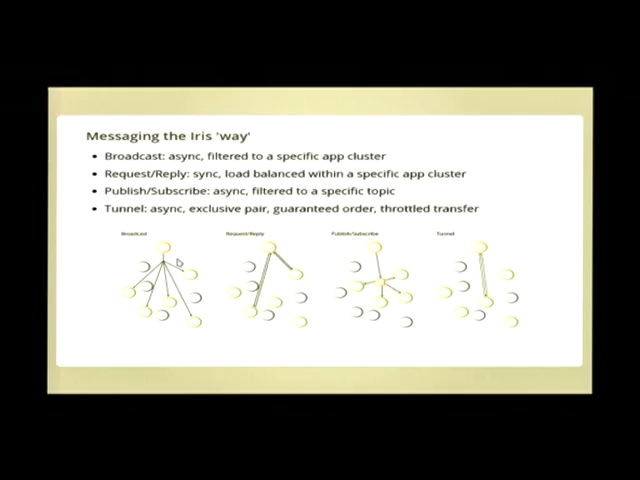 Messaging the Iris 'way'
• Broadcast: async, filtered to a specific app cluster
• Request/Reply: sync, load balanced within a specific app cluster
• Publish/Subscribe: async, filtered to a specific topic
• Tunnel: async, exclusive pair, guaranteed order, throttled transfer
Broadcast Request/Reply Publish/Subscribe Tunnel